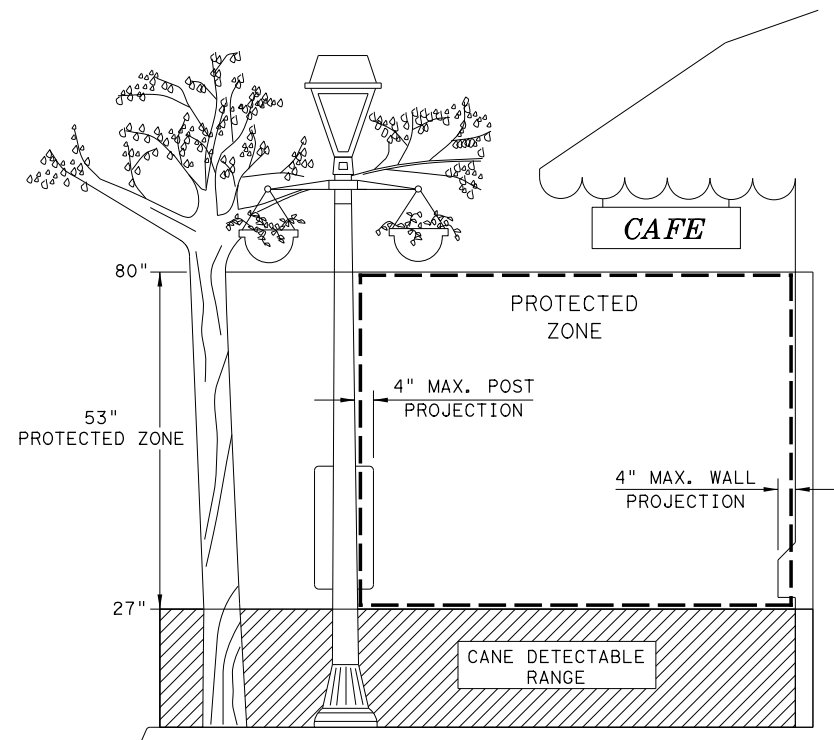 CAFE
80"
PROTECTED
ZONE
4" MAX. POST
PROJECTION
53"
PROTECTED ZONE
4" MAX. WALL
PROJECTION
27"
CANE DETECTABLE
RANGE